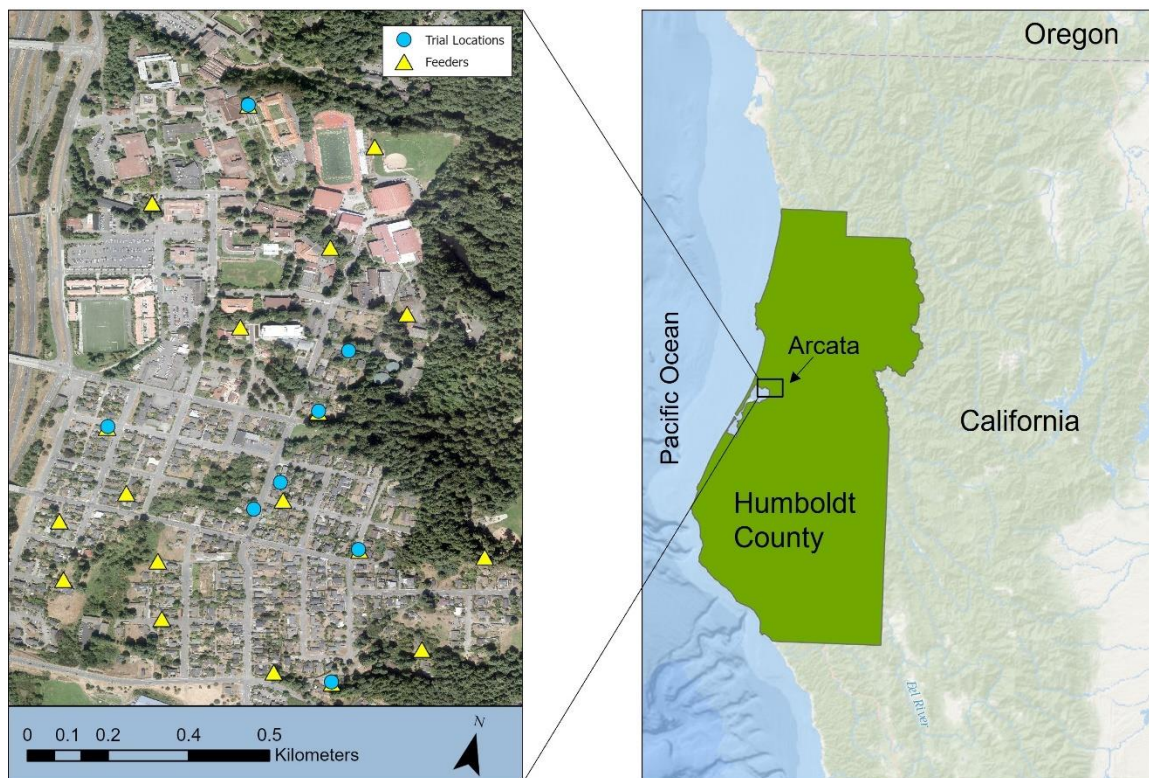 Trial Locations
Feeders
N
0 0.1 0.2 0.4 0.5
Kilometers
Oregon
Pacific Ocean
Arcata
California
Humboldt
County
Eel River